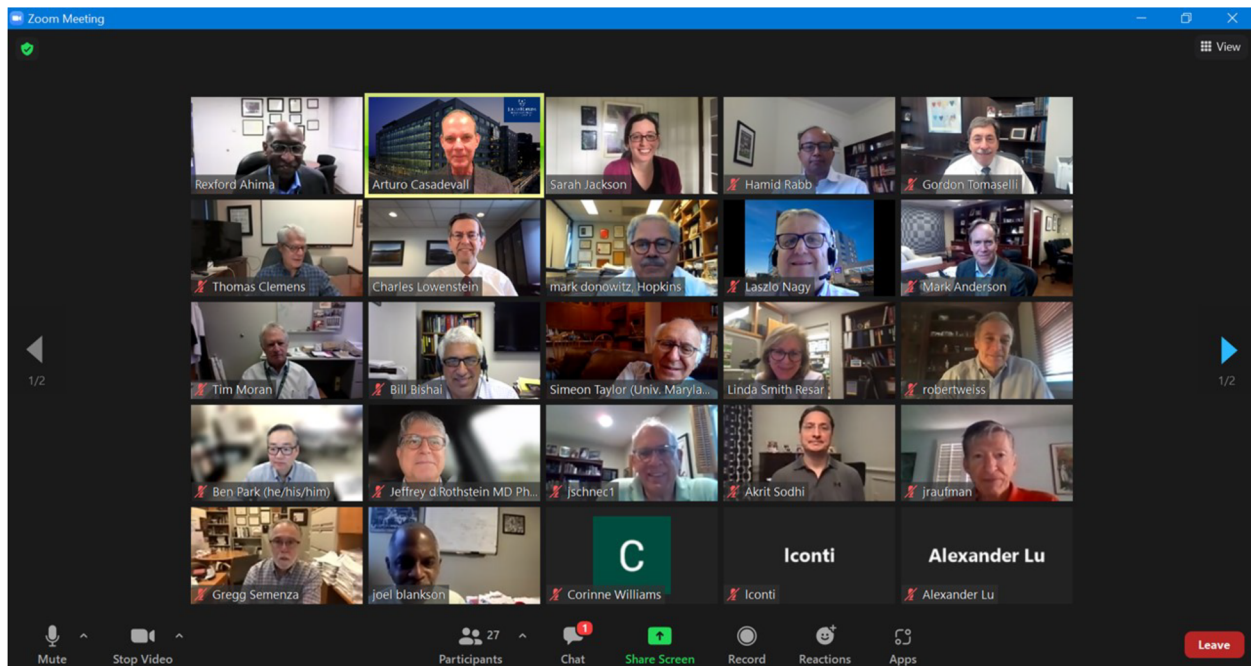 Zoom Meeting
View
Rexford Ahima
Arturo Casadevall
Sarah Jackson
Hamid Rabb
Gordon Tomaselli
Thomas Clemens
Charles Lowenstein
mark donowitz, Hopkins
Laszlo Nagy
Mark Anderson
Tim Moran
Bill Bishai
Simeon Taylor (Univ. Maryla...
Linda Smith Resar
robertweiss
1/2
1/2
Ben Park (he/his/him)
Jeffrey d.Rothstein MD Ph...
jschnec1
Akrit Sodhi
jraufman
Gregg Semenza
joel blankson
C
Corinne Williams
Iconti
Iconti
Alexander Lu
Alexander Lu
Mute
Stop Video
27
Participants
1
Chat
Share Screen
Record
Reactions
Apps
Leave